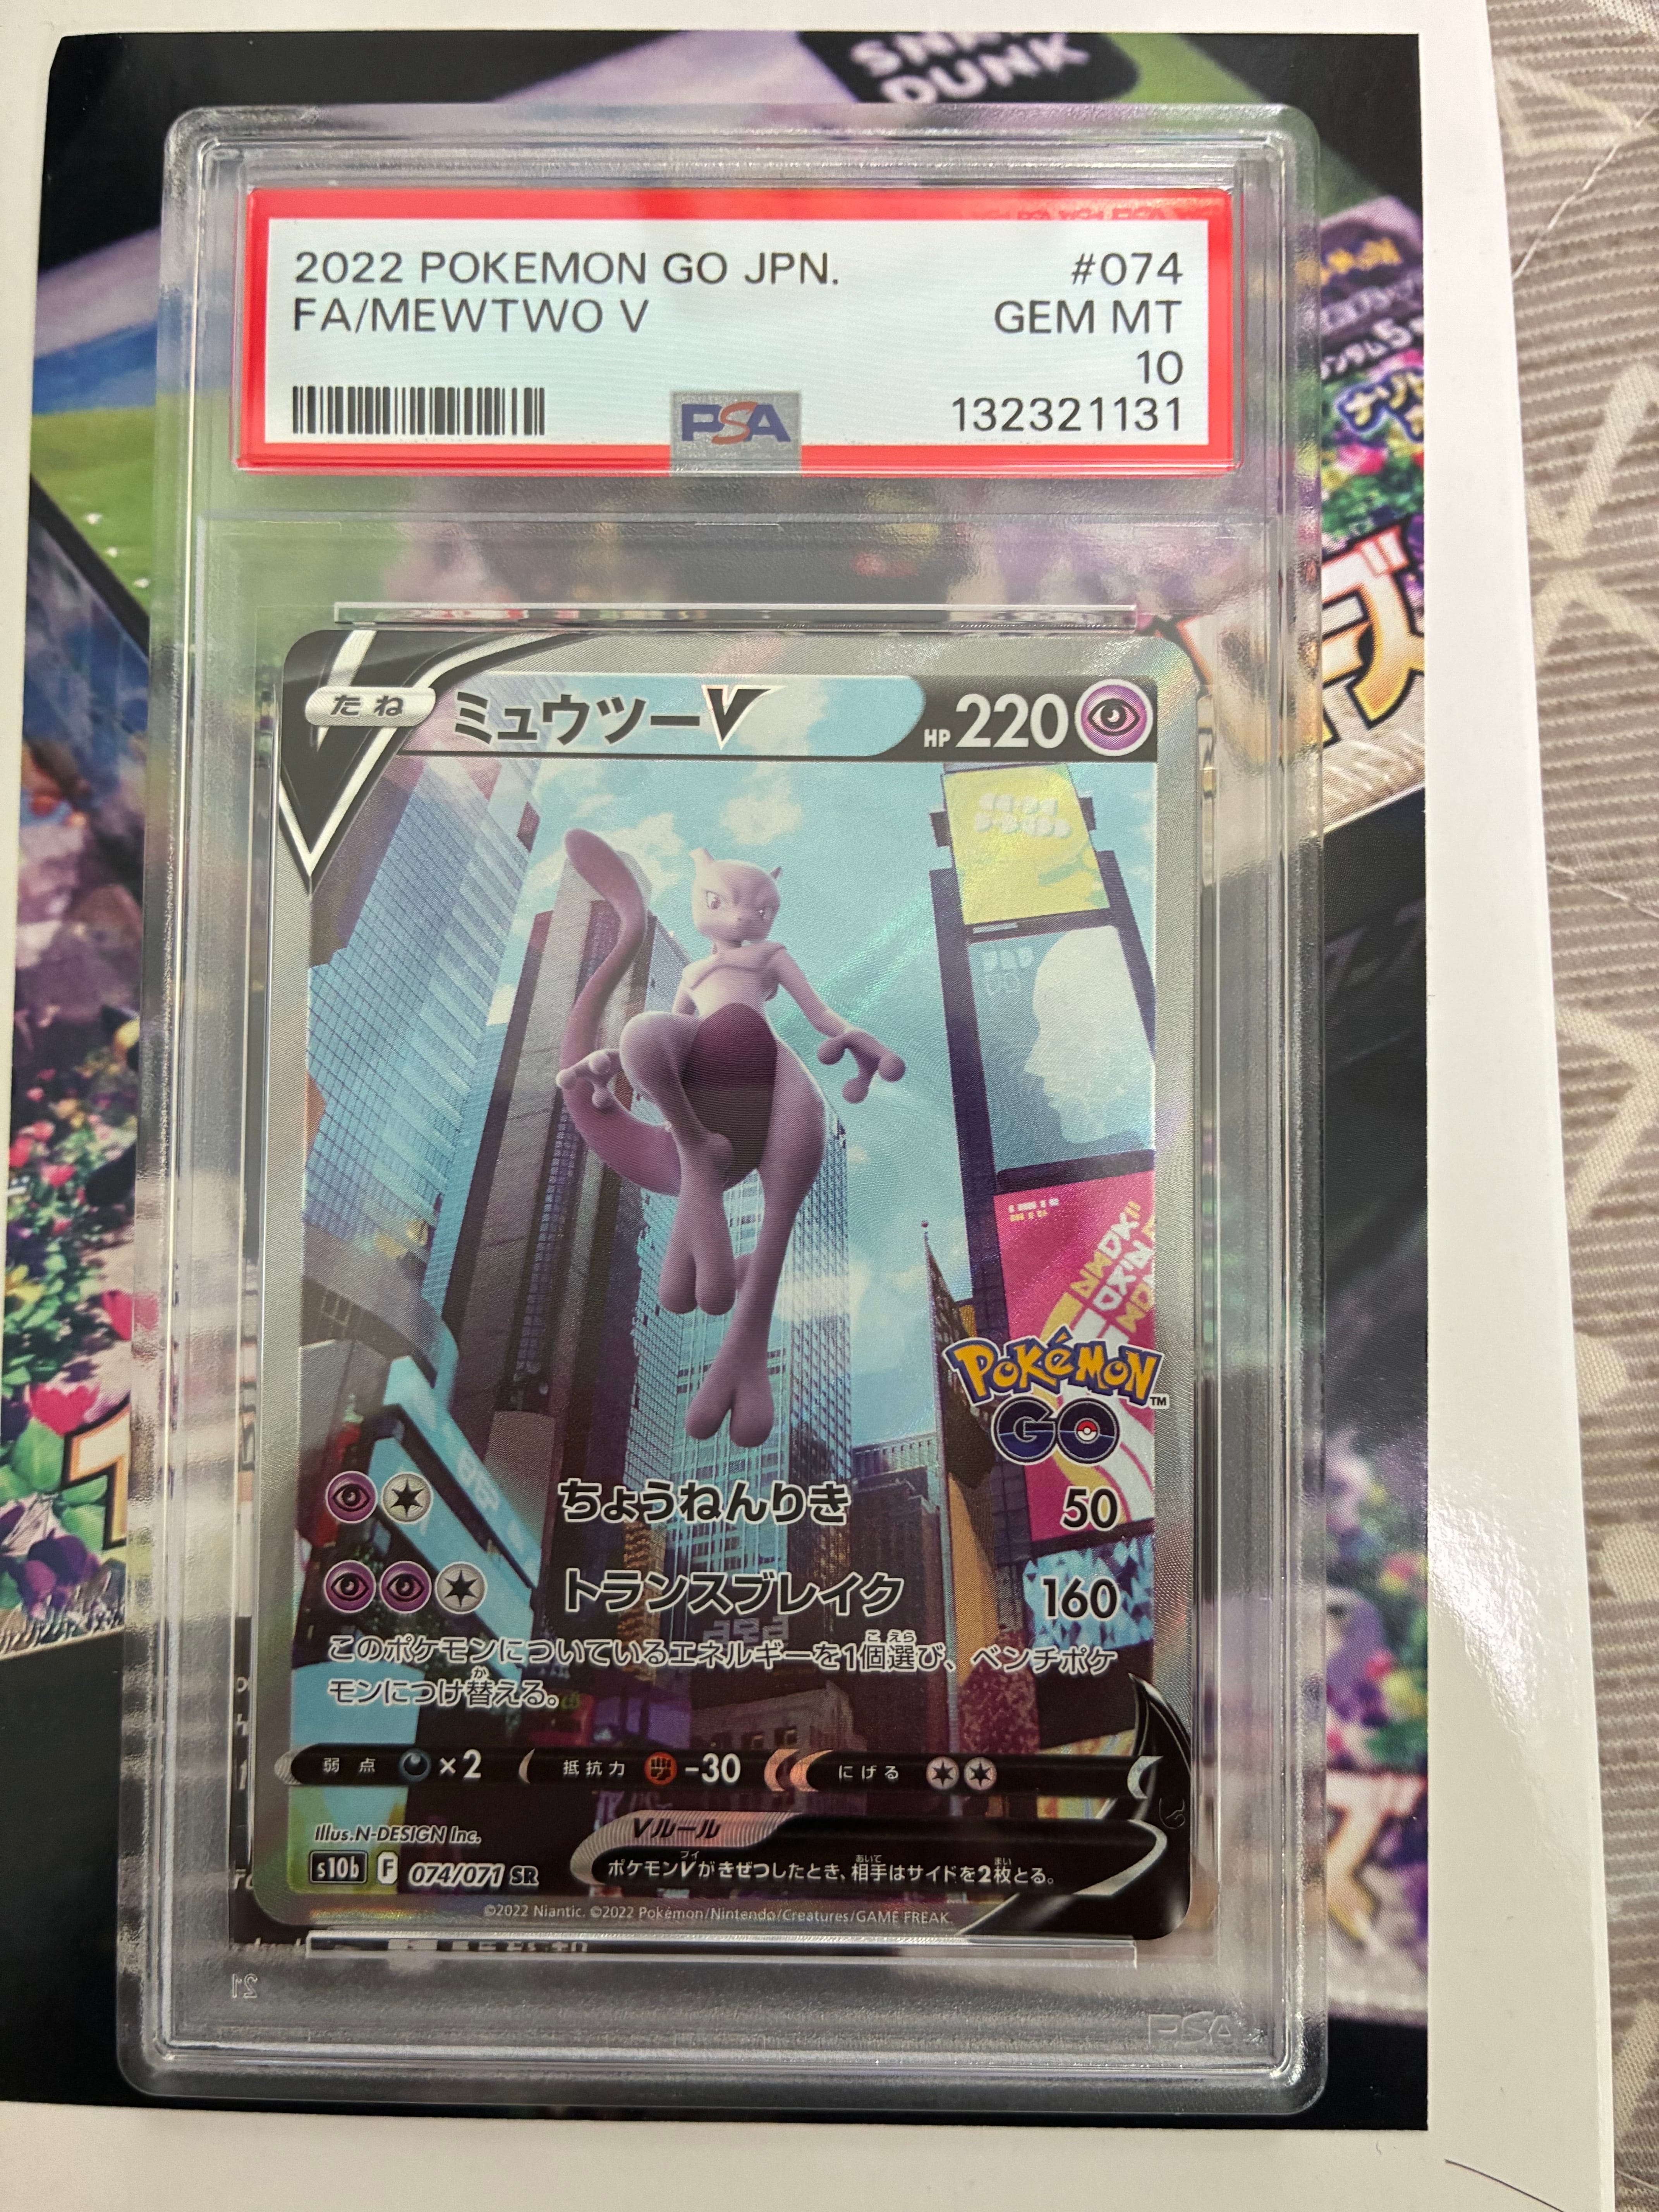 SN
DUNK
2022 POKEMON GO JPN. #074
FA/MEWTWO V GEM MT
10
PSA 132321131
たね ミュウツーV HP 220
Pokémon™
GO
ちょうねんりき 50
トランスブレイク 160
このポケモンについているエネルギーを1個選び、ベンチポケ
モンにつけ替える。
弱点 ×2 抵抗力 -30 にげる
Illus.N-DESIGN Inc.
Vルール
s10b F 074/071 SR
ポケモンVがきぜつしたとき、相手はサイドを2枚とる。
©2022 Niantic. ©2022 Pokémon/Nintendo/Creatures/GAME FREAK.
PSA